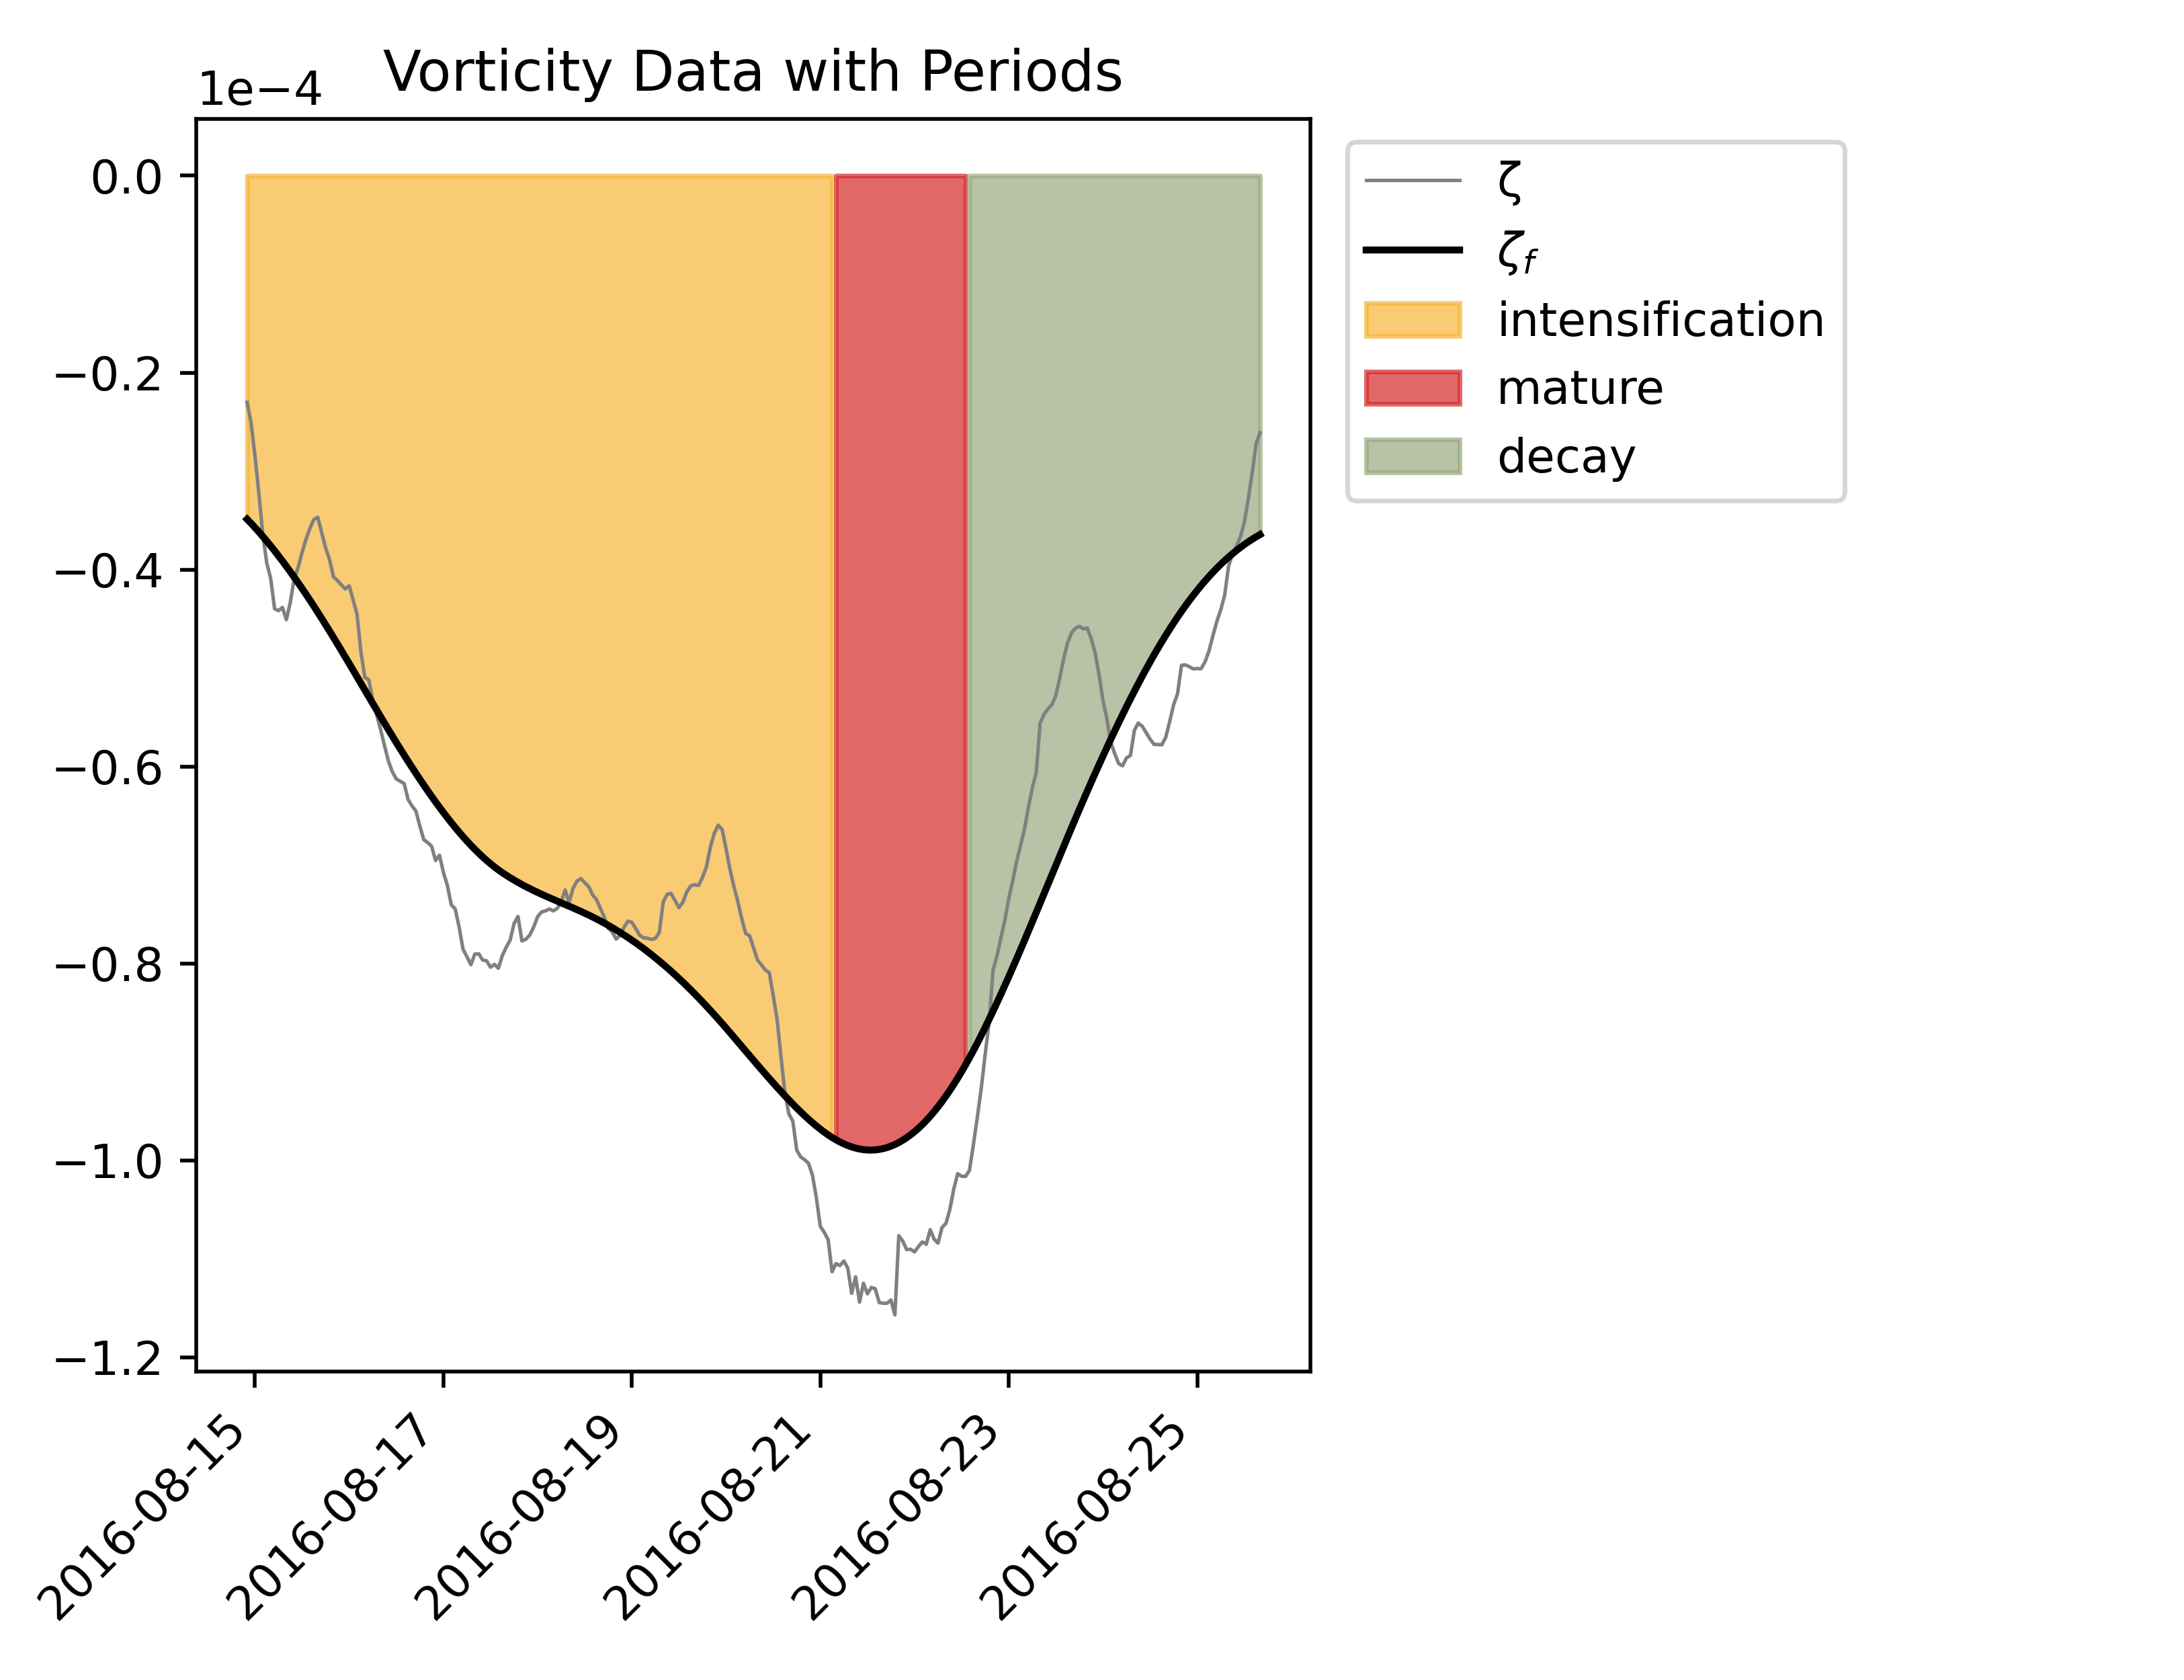 Vorticity Data with Periods
1e−4
0.0
−0.2
−0.4
−0.6
−0.8
−1.0
−1.2
2016-08-15
2016-08-17
2016-08-19
2016-08-21
2016-08-23
2016-08-25
ζ
ζf
intensification
mature
decay